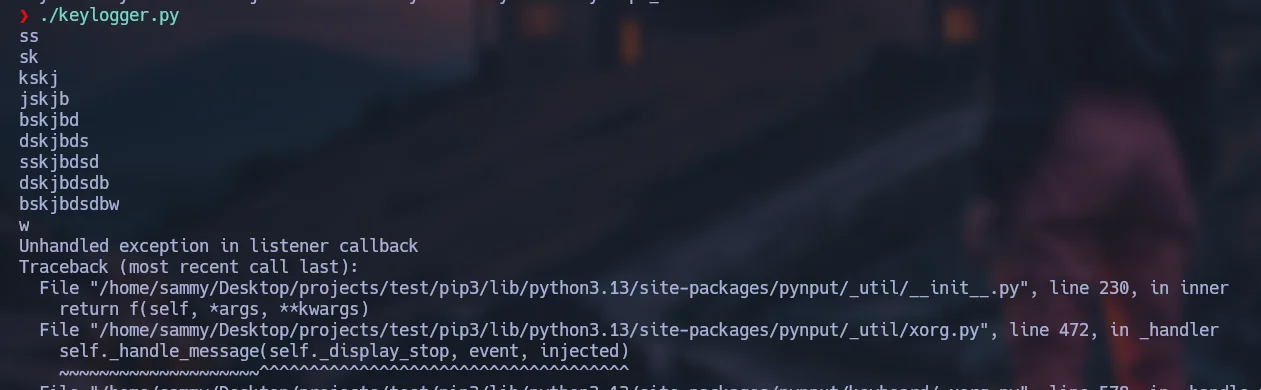 ❯ ./keylogger.py
ss
sk
kskj
jskjb
bskjbd
dskjbds
sskjbdsd
dskjbdsdb
bskjbdsdbw
w
Unhandled exception in listener callback
Traceback (most recent call last):
  File "/home/sammy/Desktop/projects/test/pip3/lib/python3.13/site-packages/pynput/_util/__init__.py", line 230, in inner
    return f(self, *args, **kwargs)
  File "/home/sammy/Desktop/projects/test/pip3/lib/python3.13/site-packages/pynput/_util/xorg.py", line 472, in _handler
    self._handle_message(self._display_stop, event, injected)
    ~~~~~~~~~~~~~~~~~~~~^^^^^^^^^^^^^^^^^^^^^^^^^^^^^^^^^^^^^